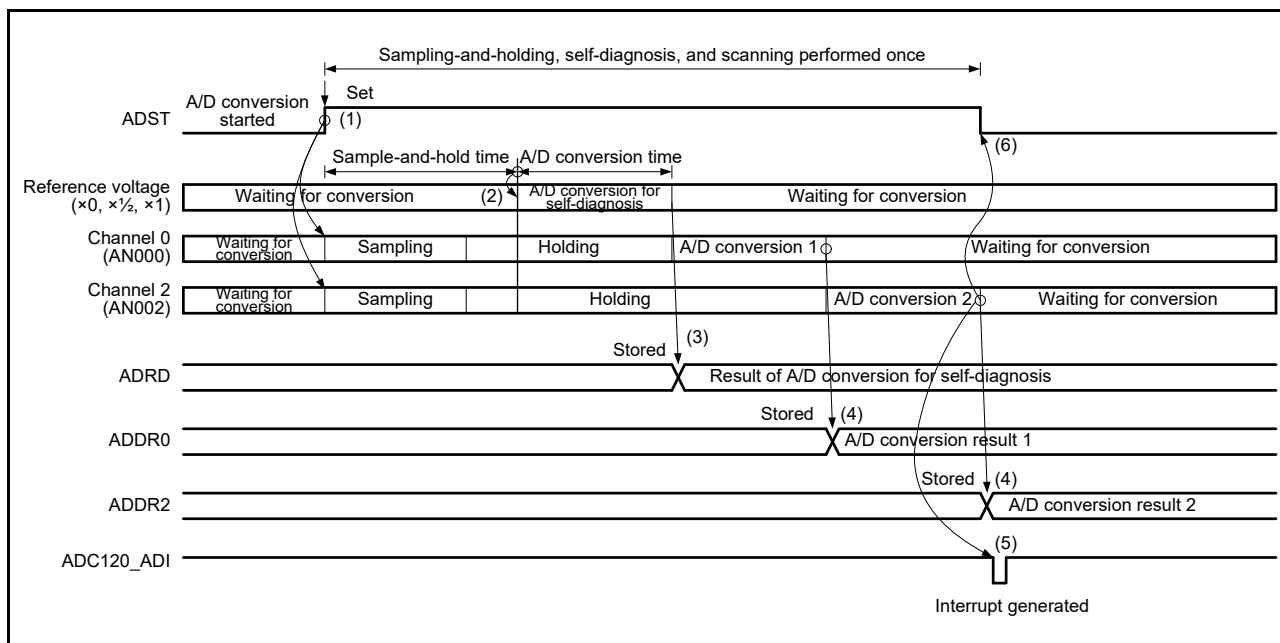 Sampling-and-holding, self-diagnosis, and scanning performed once
ADST
A/D conversion
started
Set
(1)
(6)
Sample-and-hold time
A/D conversion time
Reference voltage
(×0, ×½, ×1)
Waiting for conversion
(2)
A/D conversion for
self-diagnosis
Waiting for conversion
Channel 0
(AN000)
Waiting for
conversion
Sampling
Holding
A/D conversion 1
Waiting for conversion
Channel 2
(AN002)
Waiting for
conversion
Sampling
Holding
A/D conversion 2
Waiting for conversion
Stored
(3)
ADRD
Result of A/D conversion for self-diagnosis
Stored
(4)
ADDR0
A/D conversion result 1
Stored
(4)
ADDR2
A/D conversion result 2
(5)
ADC120_ADI
Interrupt generated